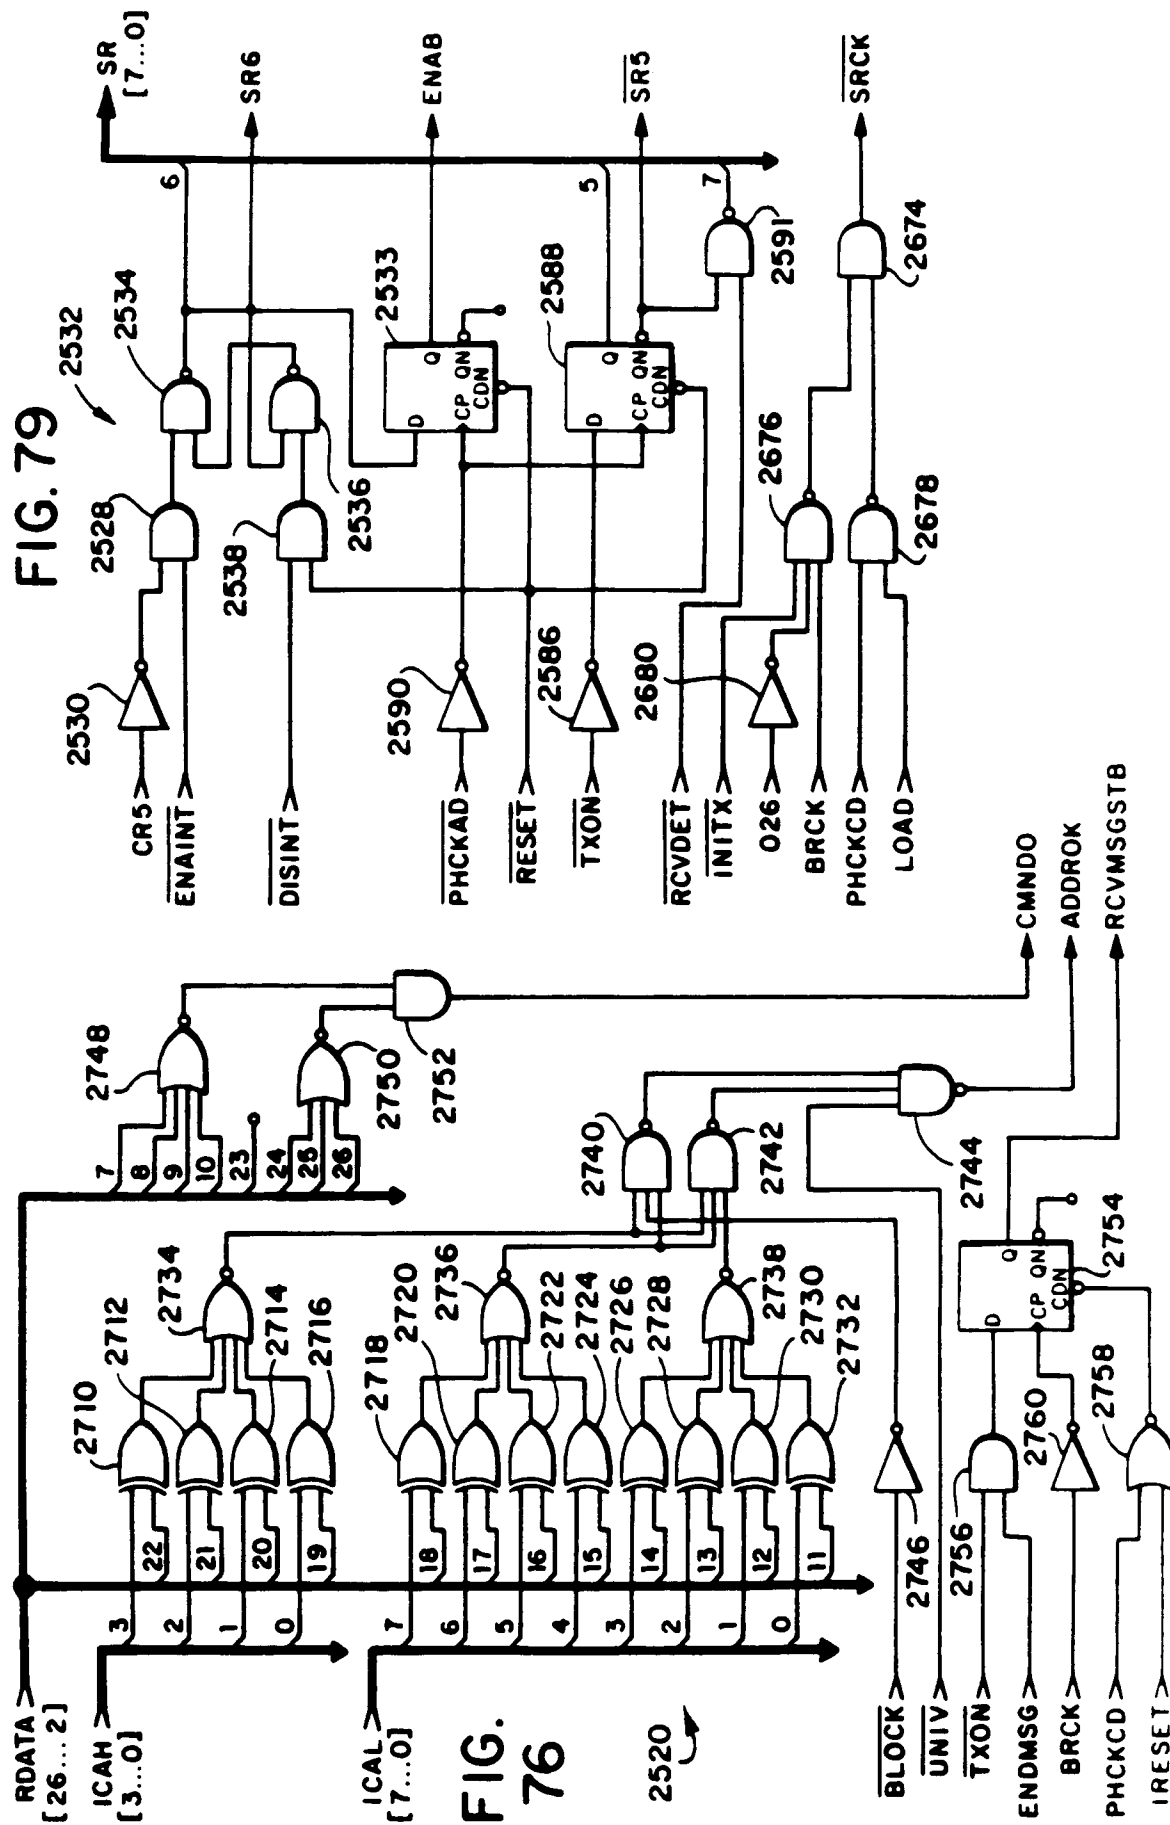 FIG. 79
2532
SR
[7...0]
6
SR6
ENAB
5
SR5
7
SRCK
2530
2528
2534
CR5
ENAINT
2538
2536
DISINT
2533
D
Q
CP
QN
CDN
2590
PHCKAD
RESET
2588
D
Q
CP
QN
CDN
2586
TXON
2591
RCVDET
INITX
2680
2676
026
BRCK
2674
2678
PHCKCD
LOAD
FIG.
76
2520
RDATA
[26...2]
ICAH
[3...0]
3
22
2
21
1
20
0
19
2710
2712
2714
2716
2734
7
8
9
10
23
24
25
26
2748
2750
2752
CMNDO
ICAL
[7...0]
7
18
6
17
5
16
4
15
3
14
2
13
1
12
0
11
2718
2720
2722
2724
2726
2728
2730
2732
2736
2738
2740
2742
2744
ADDROK
BLOCK
2746
UNIV
TXON
2756
ENDMSG
BRCK
2760
PHCKCD
IRESET
2758
D
Q
CP
QN
CDN
2754
RCVMSGSTB